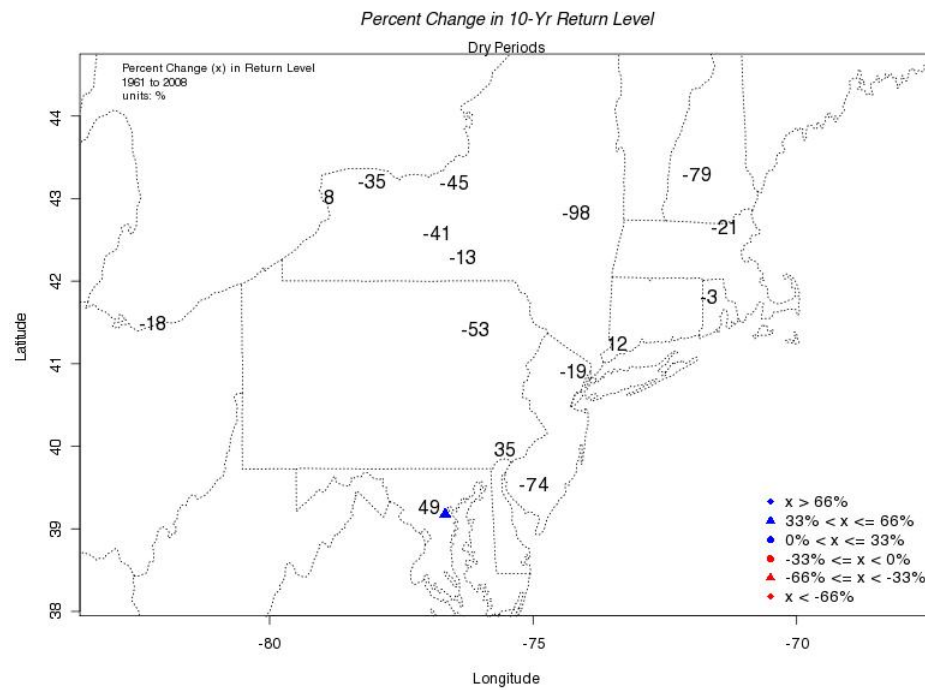 Percent Change in 10-Yr Return Level
Dry Periods
Percent Change (x) in Return Level
1961 to 2008
units: %
44
43
42
41
40
39
38
Latitude
-79
-35
-45
8
-98
-21
-41
-13
-3
-18
-53
12
-19
35
-74
49
x > 66%
33% < x <= 66%
0% < x <= 33%
-33% <= x < 0%
-66% <= x < -33%
x < -66%
-80
-75
-70
Longitude